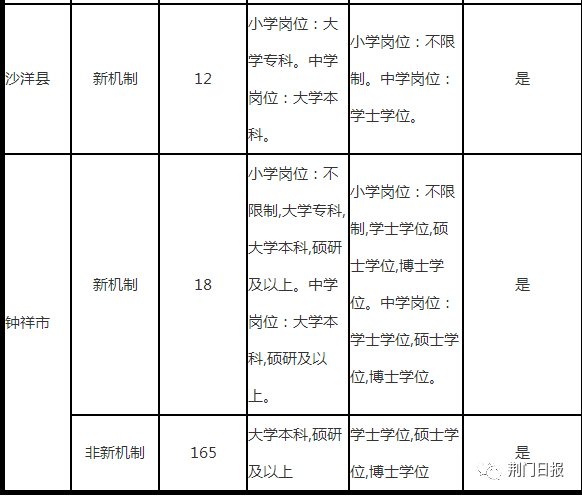 沙洋县
新机制
12
小学岗位：大
学专科。中学
岗位：大学本
科。
小学岗位：不限
制。中学岗位：
学士学位。
是
钟祥市
新机制
18
小学岗位：不
限制,大学专科,
大学本科,硕研
及以上。中学
岗位：大学本
科,硕研及以
上。
小学岗位：不限
制,学士学位,硕
士学位,博士学
位。中学岗位：
学士学位,硕士学
位,博士学位。
是
非新机制
165
大学本科,硕研
及以上
学士学位,硕士学
位,博士学位
是
荆门日报